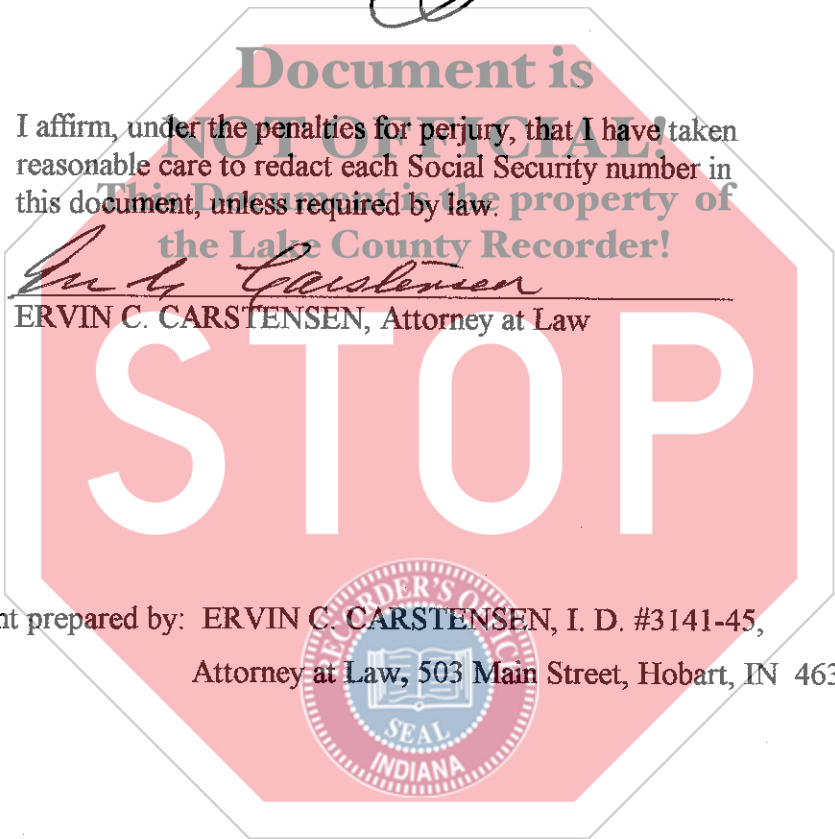 Document is
NOT OFFICIAL!
This Document is the property of
the Lake County Recorder!
I affirm, under the penalties for perjury, that I have taken
reasonable care to redact each Social Security number in
this document, unless required by law.
Carstensen
ERVIN C. CARSTENSEN, Attorney at Law
STOP
nt prepared by: ERVIN C. CARSTENSEN, I. D. #3141-45,
Attorney at Law, 503 Main Street, Hobart, IN 463
RECORDER'S OFFICE
SEAL
INDIANA